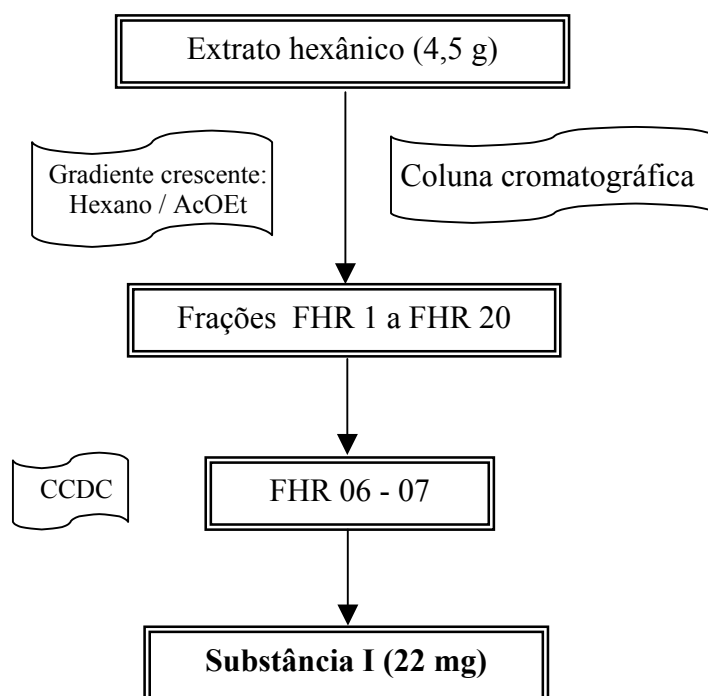 Extrato hexânico (4,5 g)
Gradiente crescente:
Hexano / AcOEt
Coluna cromatográfica
Frações FHR 1 a FHR 20
CCDC
FHR 06 - 07
Substância I (22 mg)